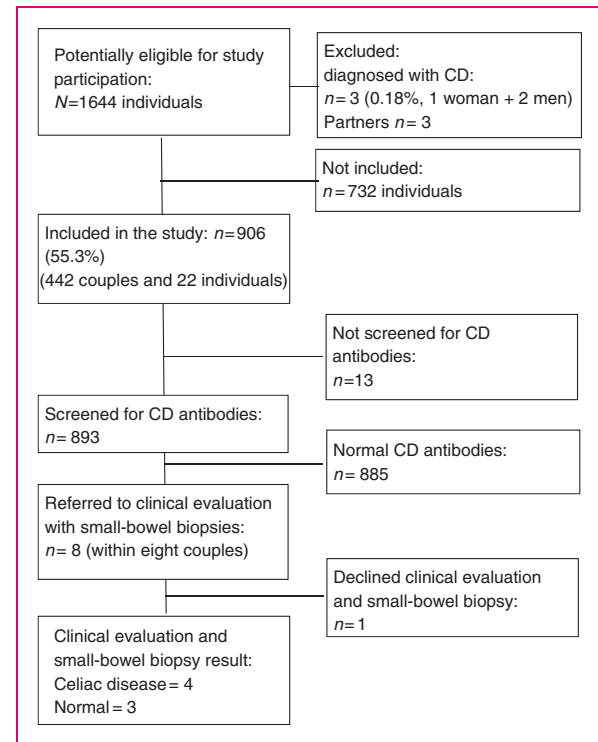 Potentially eligible for study
participation:
N=1644 individuals
Excluded:
diagnosed with CD:
n= 3 (0.18%, 1 woman + 2 men)
Partners n= 3
Not included:
n= 732 individuals
Included in the study: n= 906
(55.3%)
(442 couples and 22 individuals)
Not screened for CD
antibodies:
n=13
Screened for CD antibodies:
n= 893
Normal CD antibodies:
n= 885
Referred to clinical evaluation
with small-bowel biopsies:
n= 8 (within eight couples)
Declined clinical evaluation
and small-bowel biopsy:
n= 1
Clinical evaluation and
small-bowel biopsy result:
Celiac disease = 4
Normal = 3